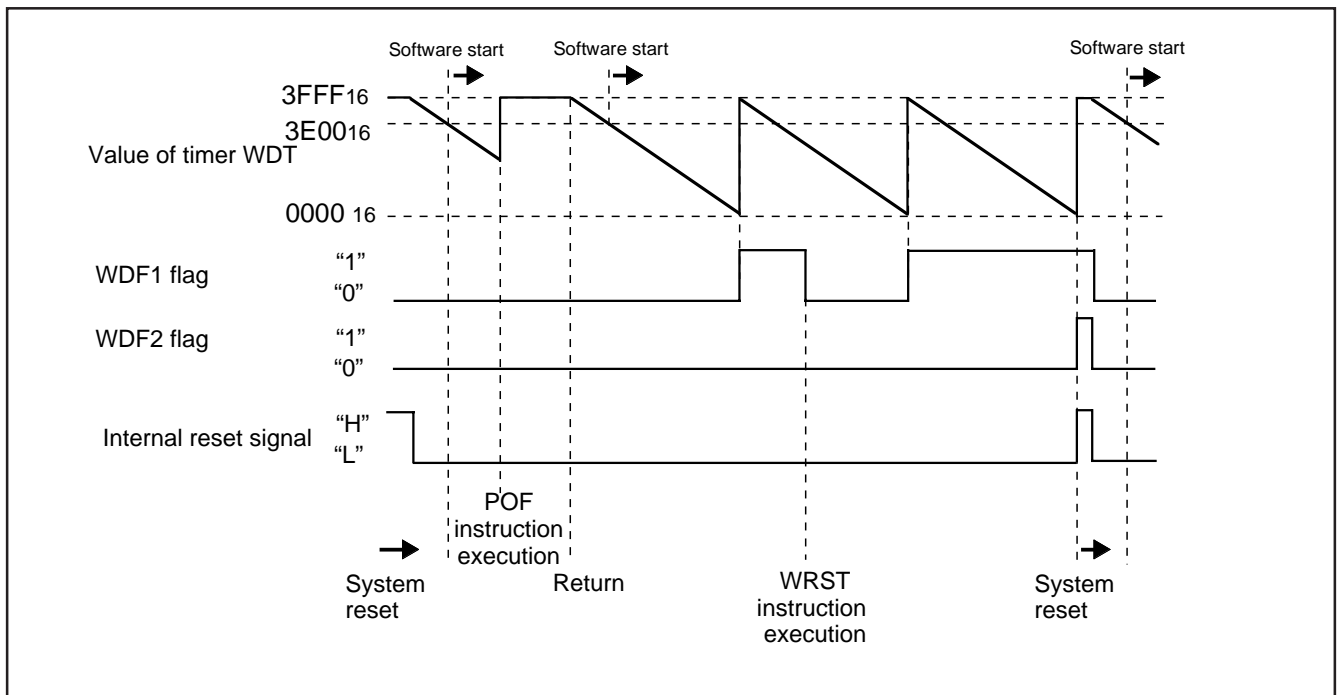 Software start
Software start
Software start
3FFF16
3E0016
Value of timer WDT
0000 16
WDF1 flag
“1”
“0”
WDF2 flag
“1”
“0”
Internal reset signal
“H”
“L”
POF
instruction
execution
System
reset
Return
WRST
instruction
execution
System
reset